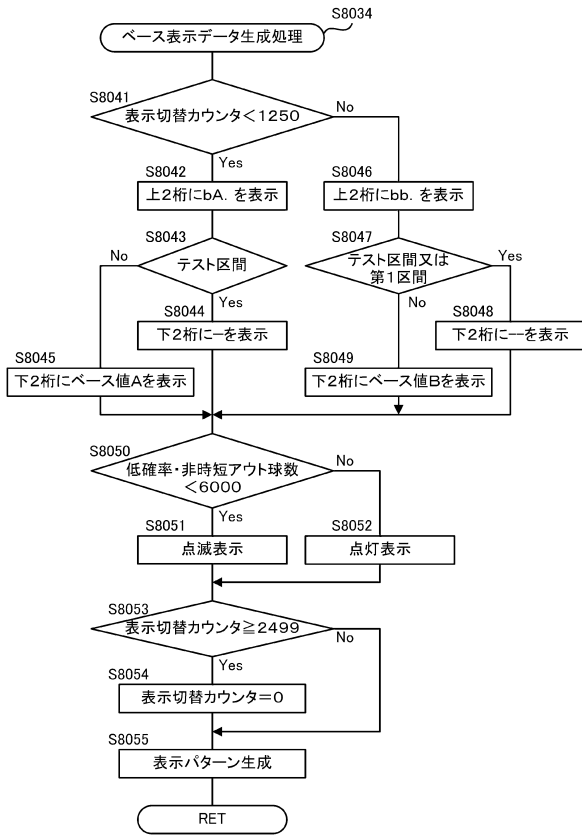 S8034
ベース表示データ生成処理
S8041
表示切替カウンタ<1250
No
Yes
S8042
上2桁にbA. を表示
S8046
上2桁にbb. を表示
S8043
テスト区間
No
Yes
S8047
テスト区間又は
第1区間
Yes
No
S8044
下2桁に–を表示
S8048
下2桁に--を表示
S8045
下2桁にベース値Aを表示
S8049
下2桁にベース値Bを表示
S8050
低確率・非時短アウト球数
<6000
No
Yes
S8051
点滅表示
S8052
点灯表示
S8053
表示切替カウンタ≧2499
No
Yes
S8054
表示切替カウンタ=0
S8055
表示パターン生成
RET